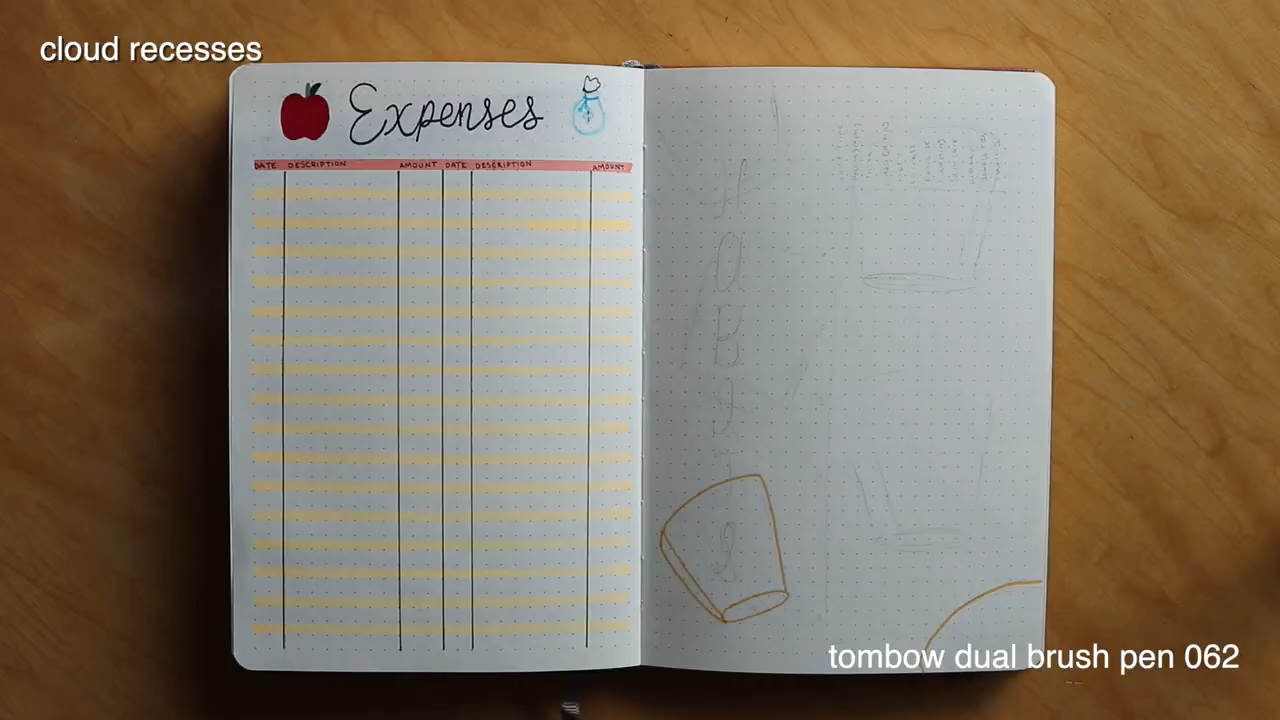 cloud recesses
Expenses
$
DATE DESCRIPTION AMOUNT DATE DESCRIPTION AMOUNT
H
A
B
I
T
S
tombow dual brush pen 062